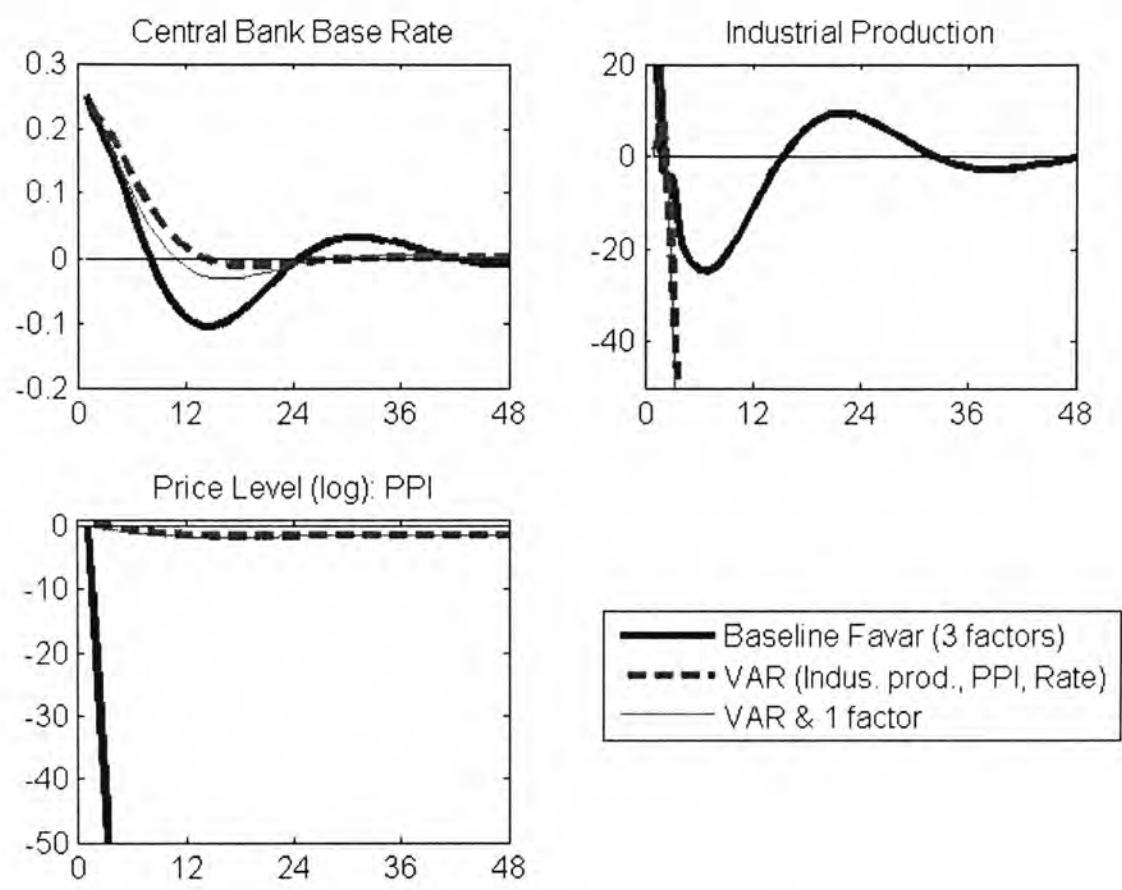 Central Bank Base Rate
0.3
0.2
0.1
0
-0.1
-0.2
0 12 24 36 48
Industrial Production
20
0
-20
-40
0 12 24 36 48
Price Level (log): PPI
0
-10
-20
-30
-40
-50
0 12 24 36 48
Baseline Favar (3 factors)
VAR (Indus. prod., PPI, Rate)
VAR & 1 factor